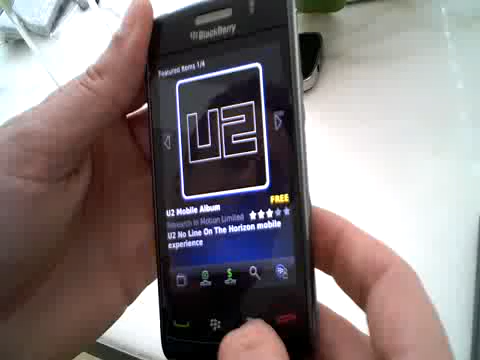 BlackBerry
Featured Items 1/4
U2
FREE
U2 Mobile Album
Research In Motion Limited
U2 No Line On The Horizon mobile
experience
$